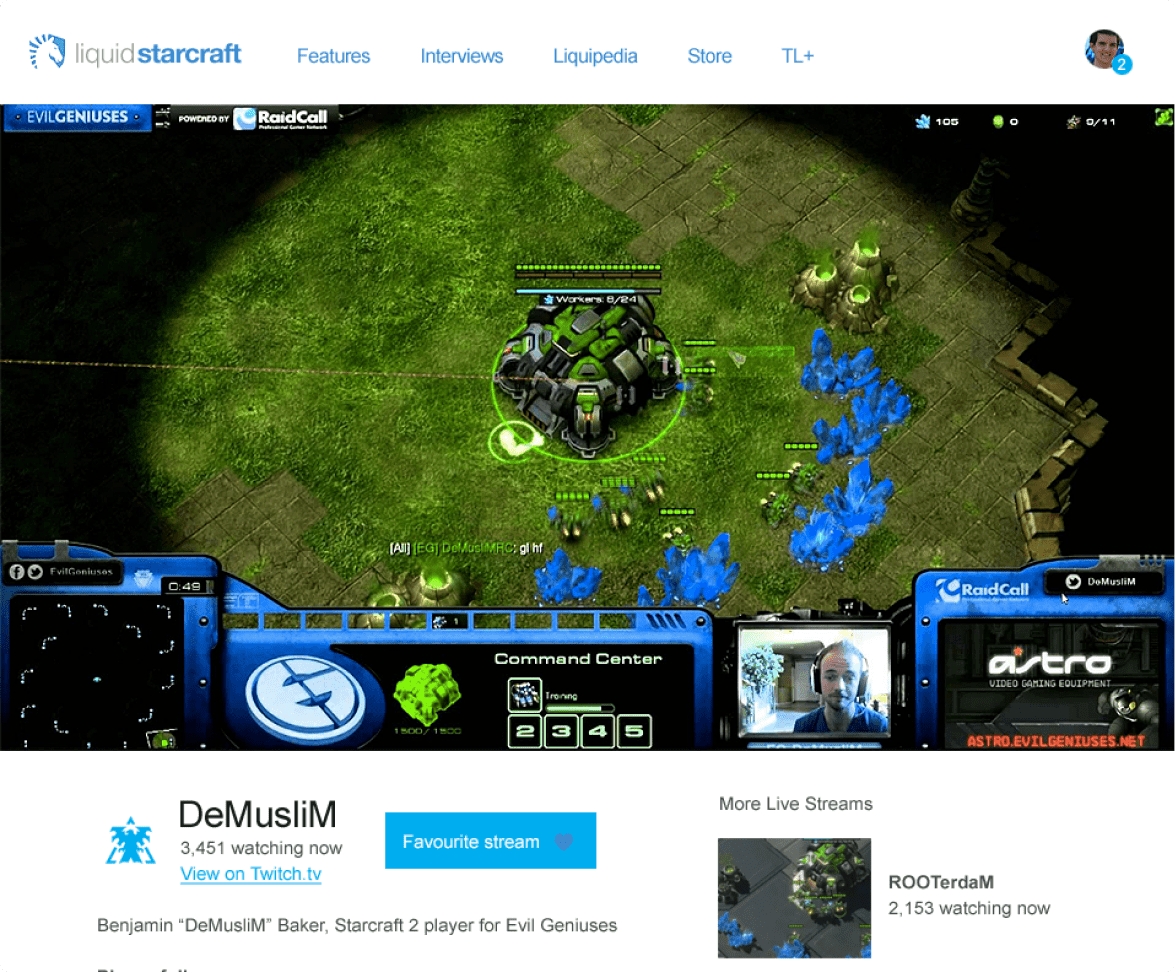 liquidstarcraft
Features
Interviews
Liquipedia
Store
TL+
2
· EVILGENIUSES ·
POWERED BY
RaidCall
Professional Gamer Network
105
0
9/11
Workers: 8/24
[All] [EG] DeMusliMRC: gl hf
EvilGeniuses
0:49
1
Command Center
Training
2 3 4 5
1500/1500
RaidCall
DeMusliM
astro
VIDEO GAMING EQUIPMENT
ASTRO.EVILGENIUSES.NET
DeMusliM
3,451 watching now
View on Twitch.tv
Favourite stream
Benjamin “DeMusliM” Baker, Starcraft 2 player for Evil Geniuses
More Live Streams
ROOTerdaM
2,153 watching now